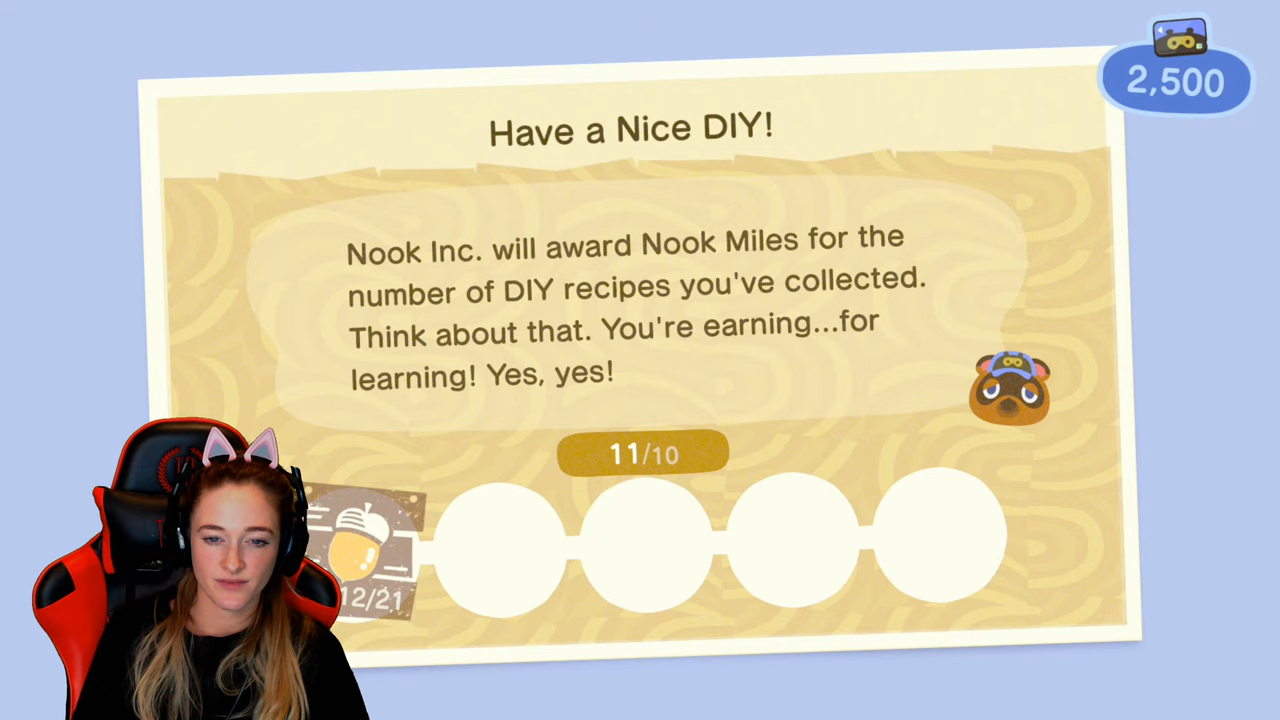 2,500
Have a Nice DIY!
Nook Inc. will award Nook Miles for the
number of DIY recipes you've collected.
Think about that. You're earning...for
learning! Yes, yes!
11/10
12/21